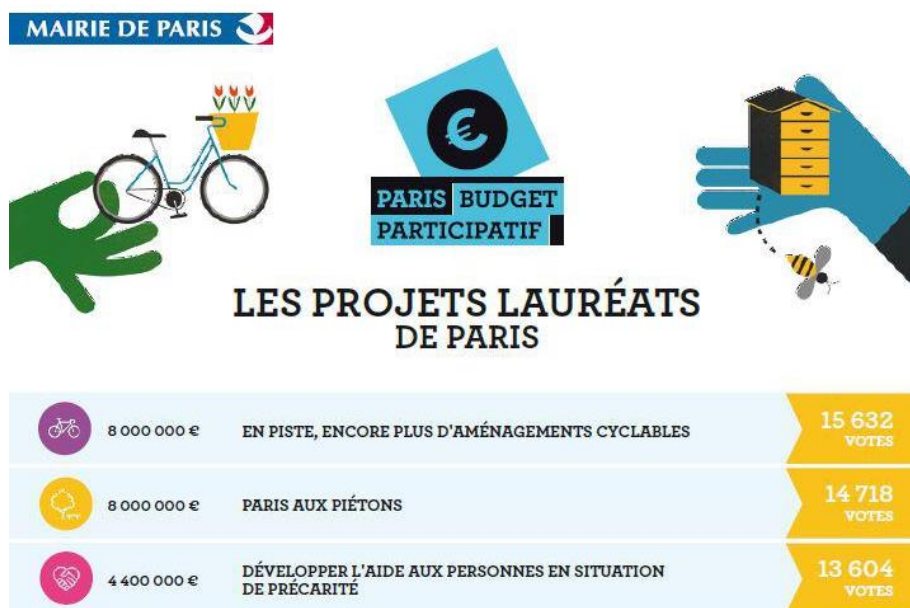 MAIRIE DE PARIS
€
PARIS BUDGET
PARTICIPATIF
LES PROJETS LAURÉATS
DE PARIS
8 000 000 € EN PISTE, ENCORE PLUS D'AMÉNAGEMENTS CYCLABLES 15 632
VOTES
8 000 000 € PARIS AUX PIÉTONS 14 718
VOTES
4 400 000 € DÉVELOPPER L'AIDE AUX PERSONNES EN SITUATION
DE PRÉCARITÉ
13 604
VOTES